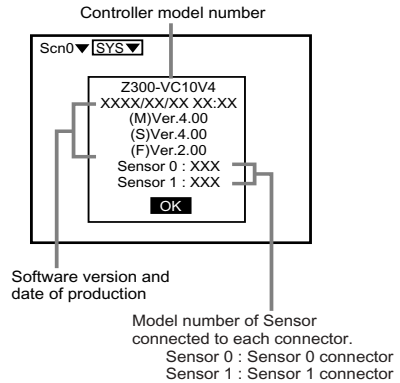 Controller model number
Scn0▼ SYS▼
Z300-VC10V4
XXXX/XX/XX XX:XX
(M)Ver.4.00
(S)Ver.4.00
(F)Ver.2.00
Sensor 0 : XXX
Sensor 1 : XXX
OK
Software version and
date of production
Model number of Sensor
connected to each connector.
Sensor 0 : Sensor 0 connector
Sensor 1 : Sensor 1 connector